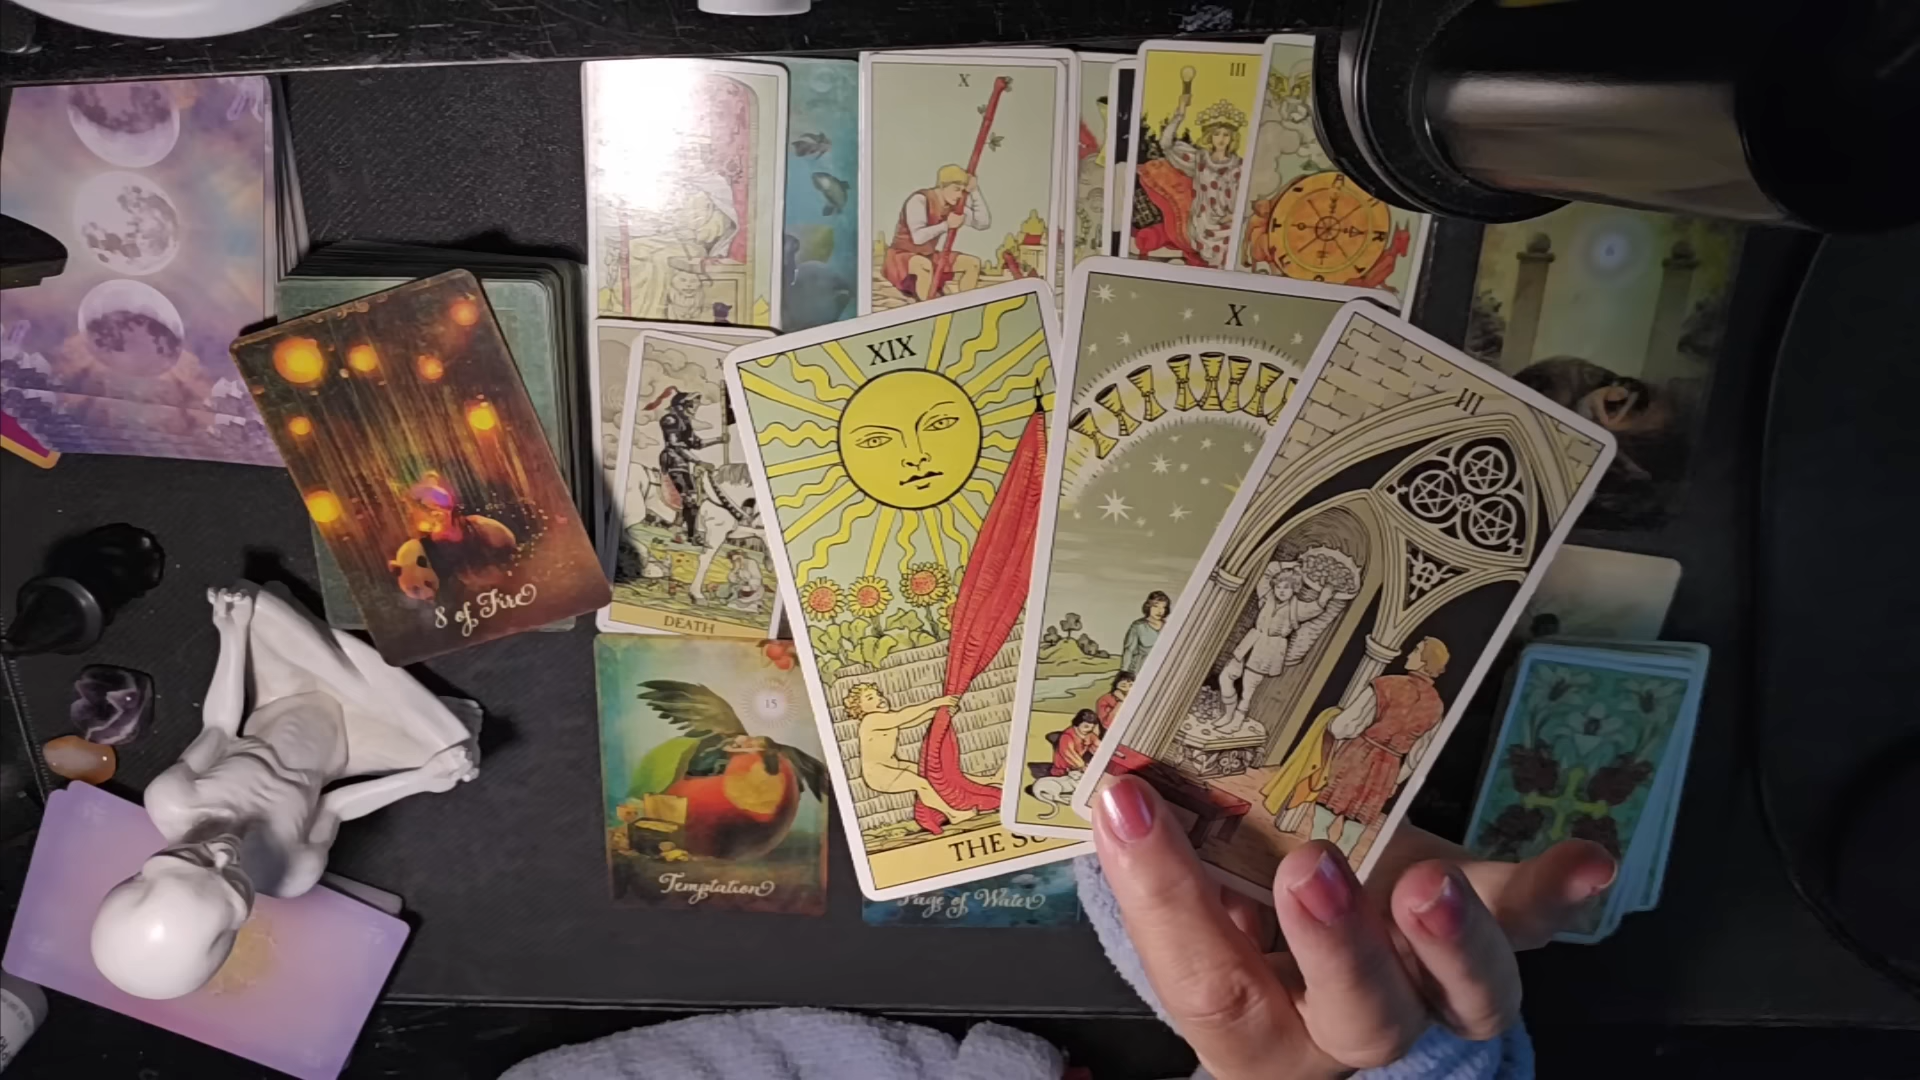 X
III
XIX
X
III
8 of Fire
DEATH
15
THE SU
Temptation
Page of Water